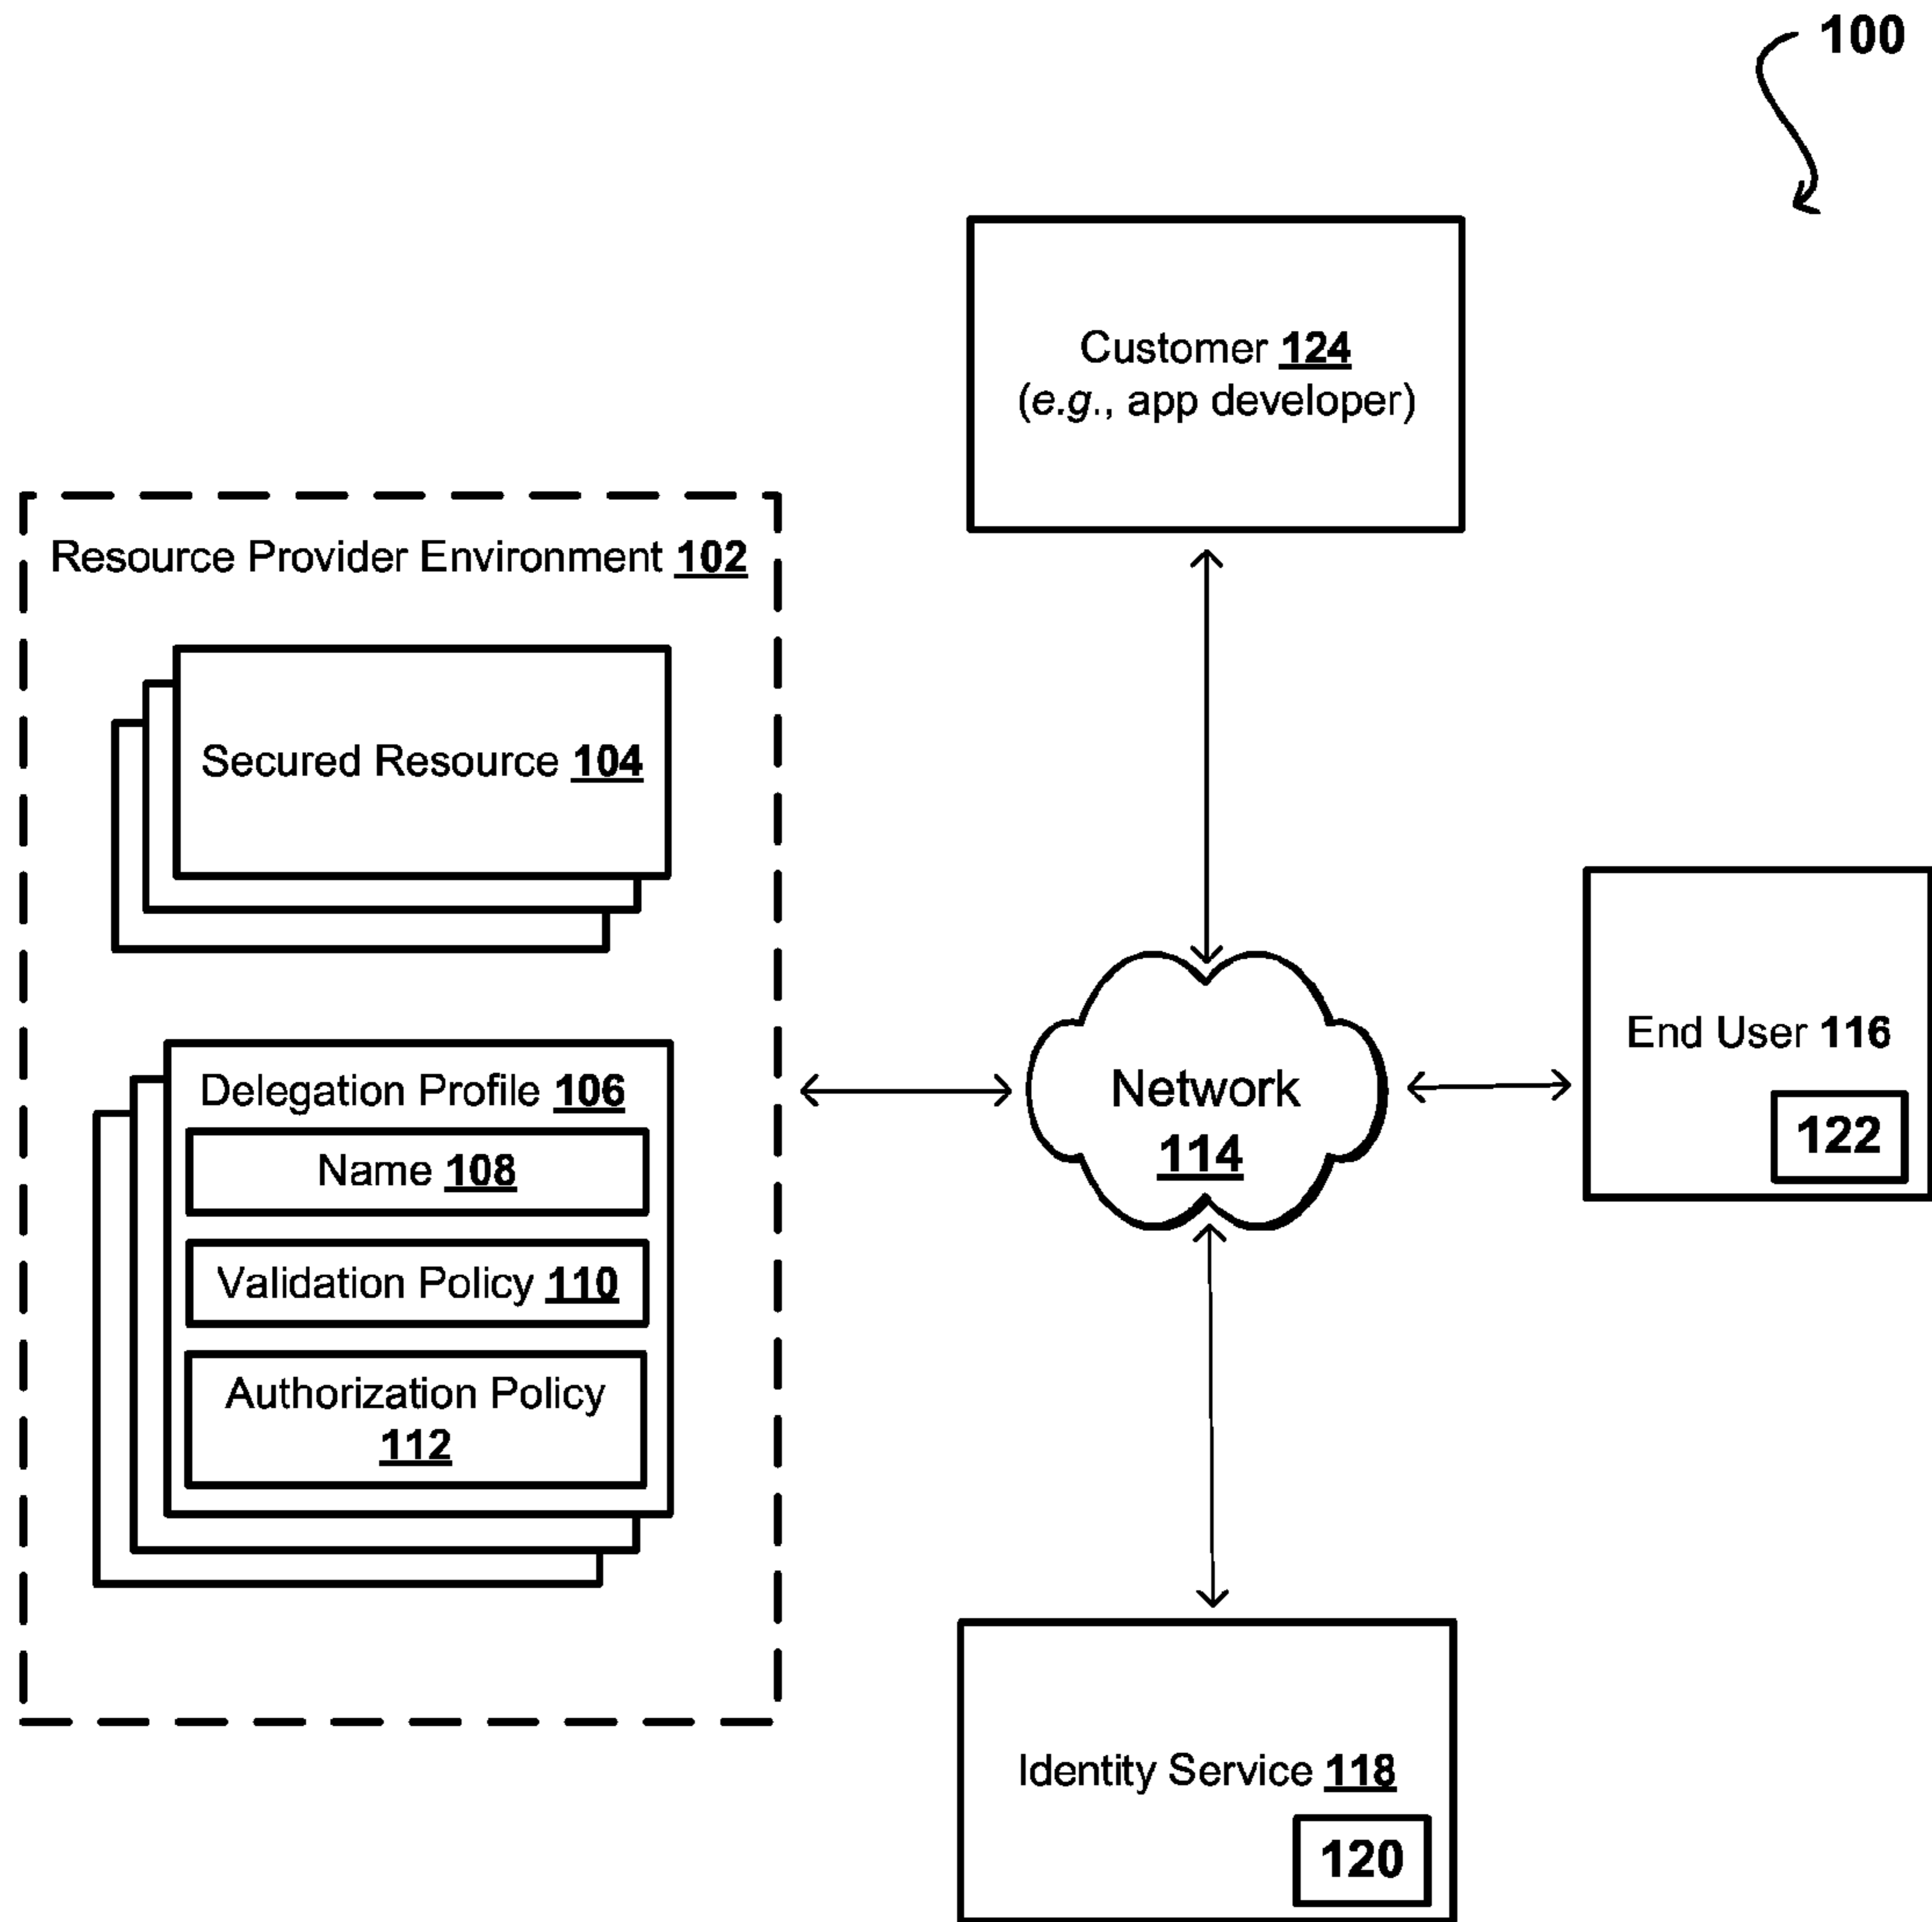 100
Customer 124
(e.g., app developer)
Resource Provider Environment 102
Secured Resource 104
Delegation Profile 106
Name 108
Validation Policy 110
Authorization Policy
112
Network
114
End User 116
122
Identity Service 118
120